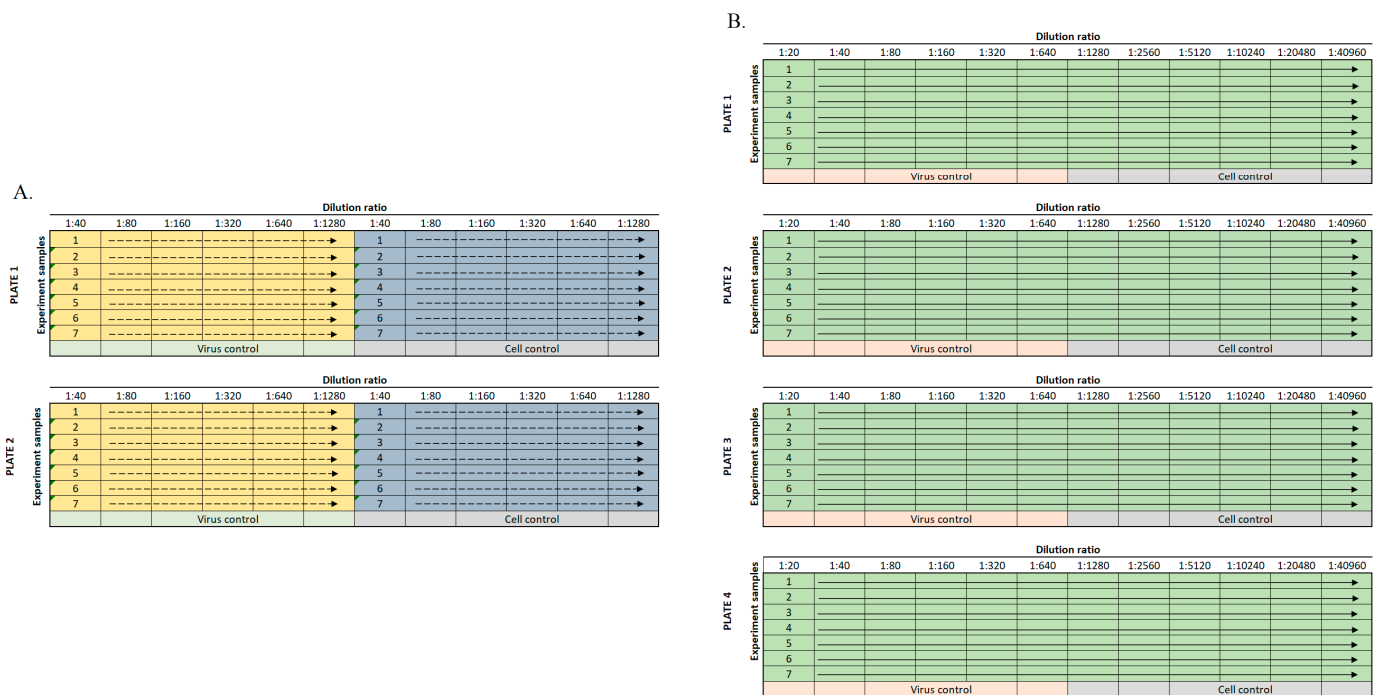 A.
Dilution ratio
1:40 1:80 1:160 1:320 1:640 1:1280 1:40 1:80 1:160 1:320 1:640 1:1280
PLATE 1
Experiment samples
1 1
2 2
3 3
4 4
5 5
6 6
7 7
Virus control Cell control
Dilution ratio
1:40 1:80 1:160 1:320 1:640 1:1280 1:40 1:80 1:160 1:320 1:640 1:1280
PLATE 2
Experiment samples
1 1
2 2
3 3
4 4
5 5
6 6
7 7
Virus control Cell control
B.
Dilution ratio
1:20 1:40 1:80 1:160 1:320 1:640 1:1280 1:2560 1:5120 1:10240 1:20480 1:40960
PLATE 1
Experiment samples
1
2
3
4
5
6
7
Virus control Cell control
Dilution ratio
1:20 1:40 1:80 1:160 1:320 1:640 1:1280 1:2560 1:5120 1:10240 1:20480 1:40960
PLATE 2
Experiment samples
1
2
3
4
5
6
7
Virus control Cell control
Dilution ratio
1:20 1:40 1:80 1:160 1:320 1:640 1:1280 1:2560 1:5120 1:10240 1:20480 1:40960
PLATE 3
Experiment samples
1
2
3
4
5
6
7
Virus control Cell control
Dilution ratio
1:20 1:40 1:80 1:160 1:320 1:640 1:1280 1:2560 1:5120 1:10240 1:20480 1:40960
PLATE 4
Experiment samples
1
2
3
4
5
6
7
Virus control Cell control